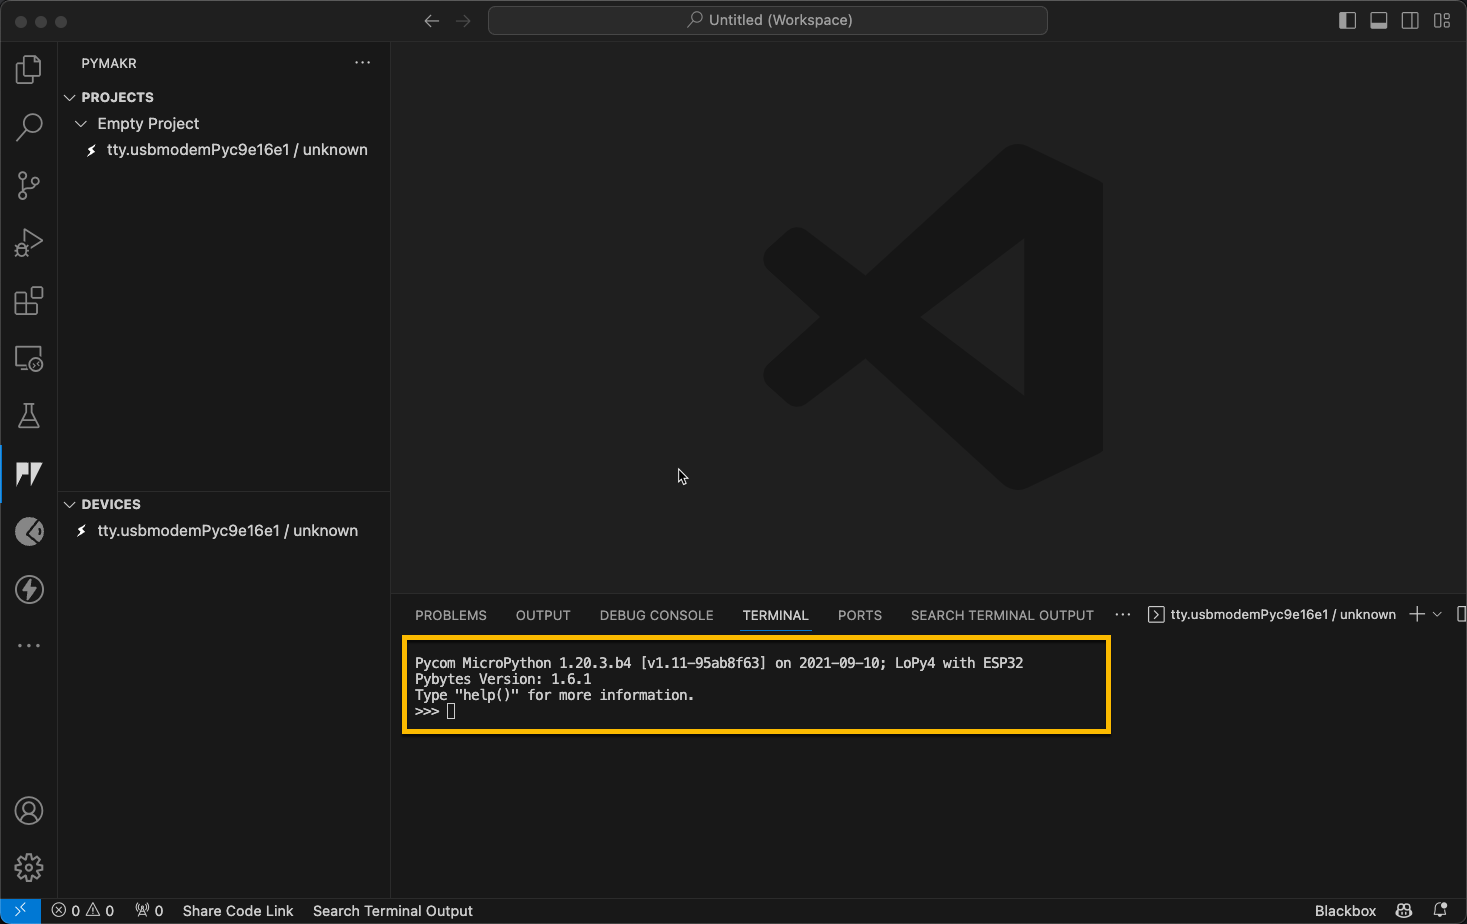 Untitled (Workspace)
PYMAKR
PROJECTS
Empty Project
tty.usbmodemPyc9e16e1 / unknown
DEVICES
tty.usbmodemPyc9e16e1 / unknown
PROBLEMS OUTPUT DEBUG CONSOLE TERMINAL PORTS SEARCH TERMINAL OUTPUT ··· tty.usbmodemPyc9e16e1 / unknown
Pycom MicroPython 1.20.3.b4 [v1.11-95ab8f63] on 2021-09-10; LoPy4 with ESP32
Pybytes Version: 1.6.1
Type "help()" for more information.
>>>
0 0 0 Share Code Link Search Terminal Output Blackbox